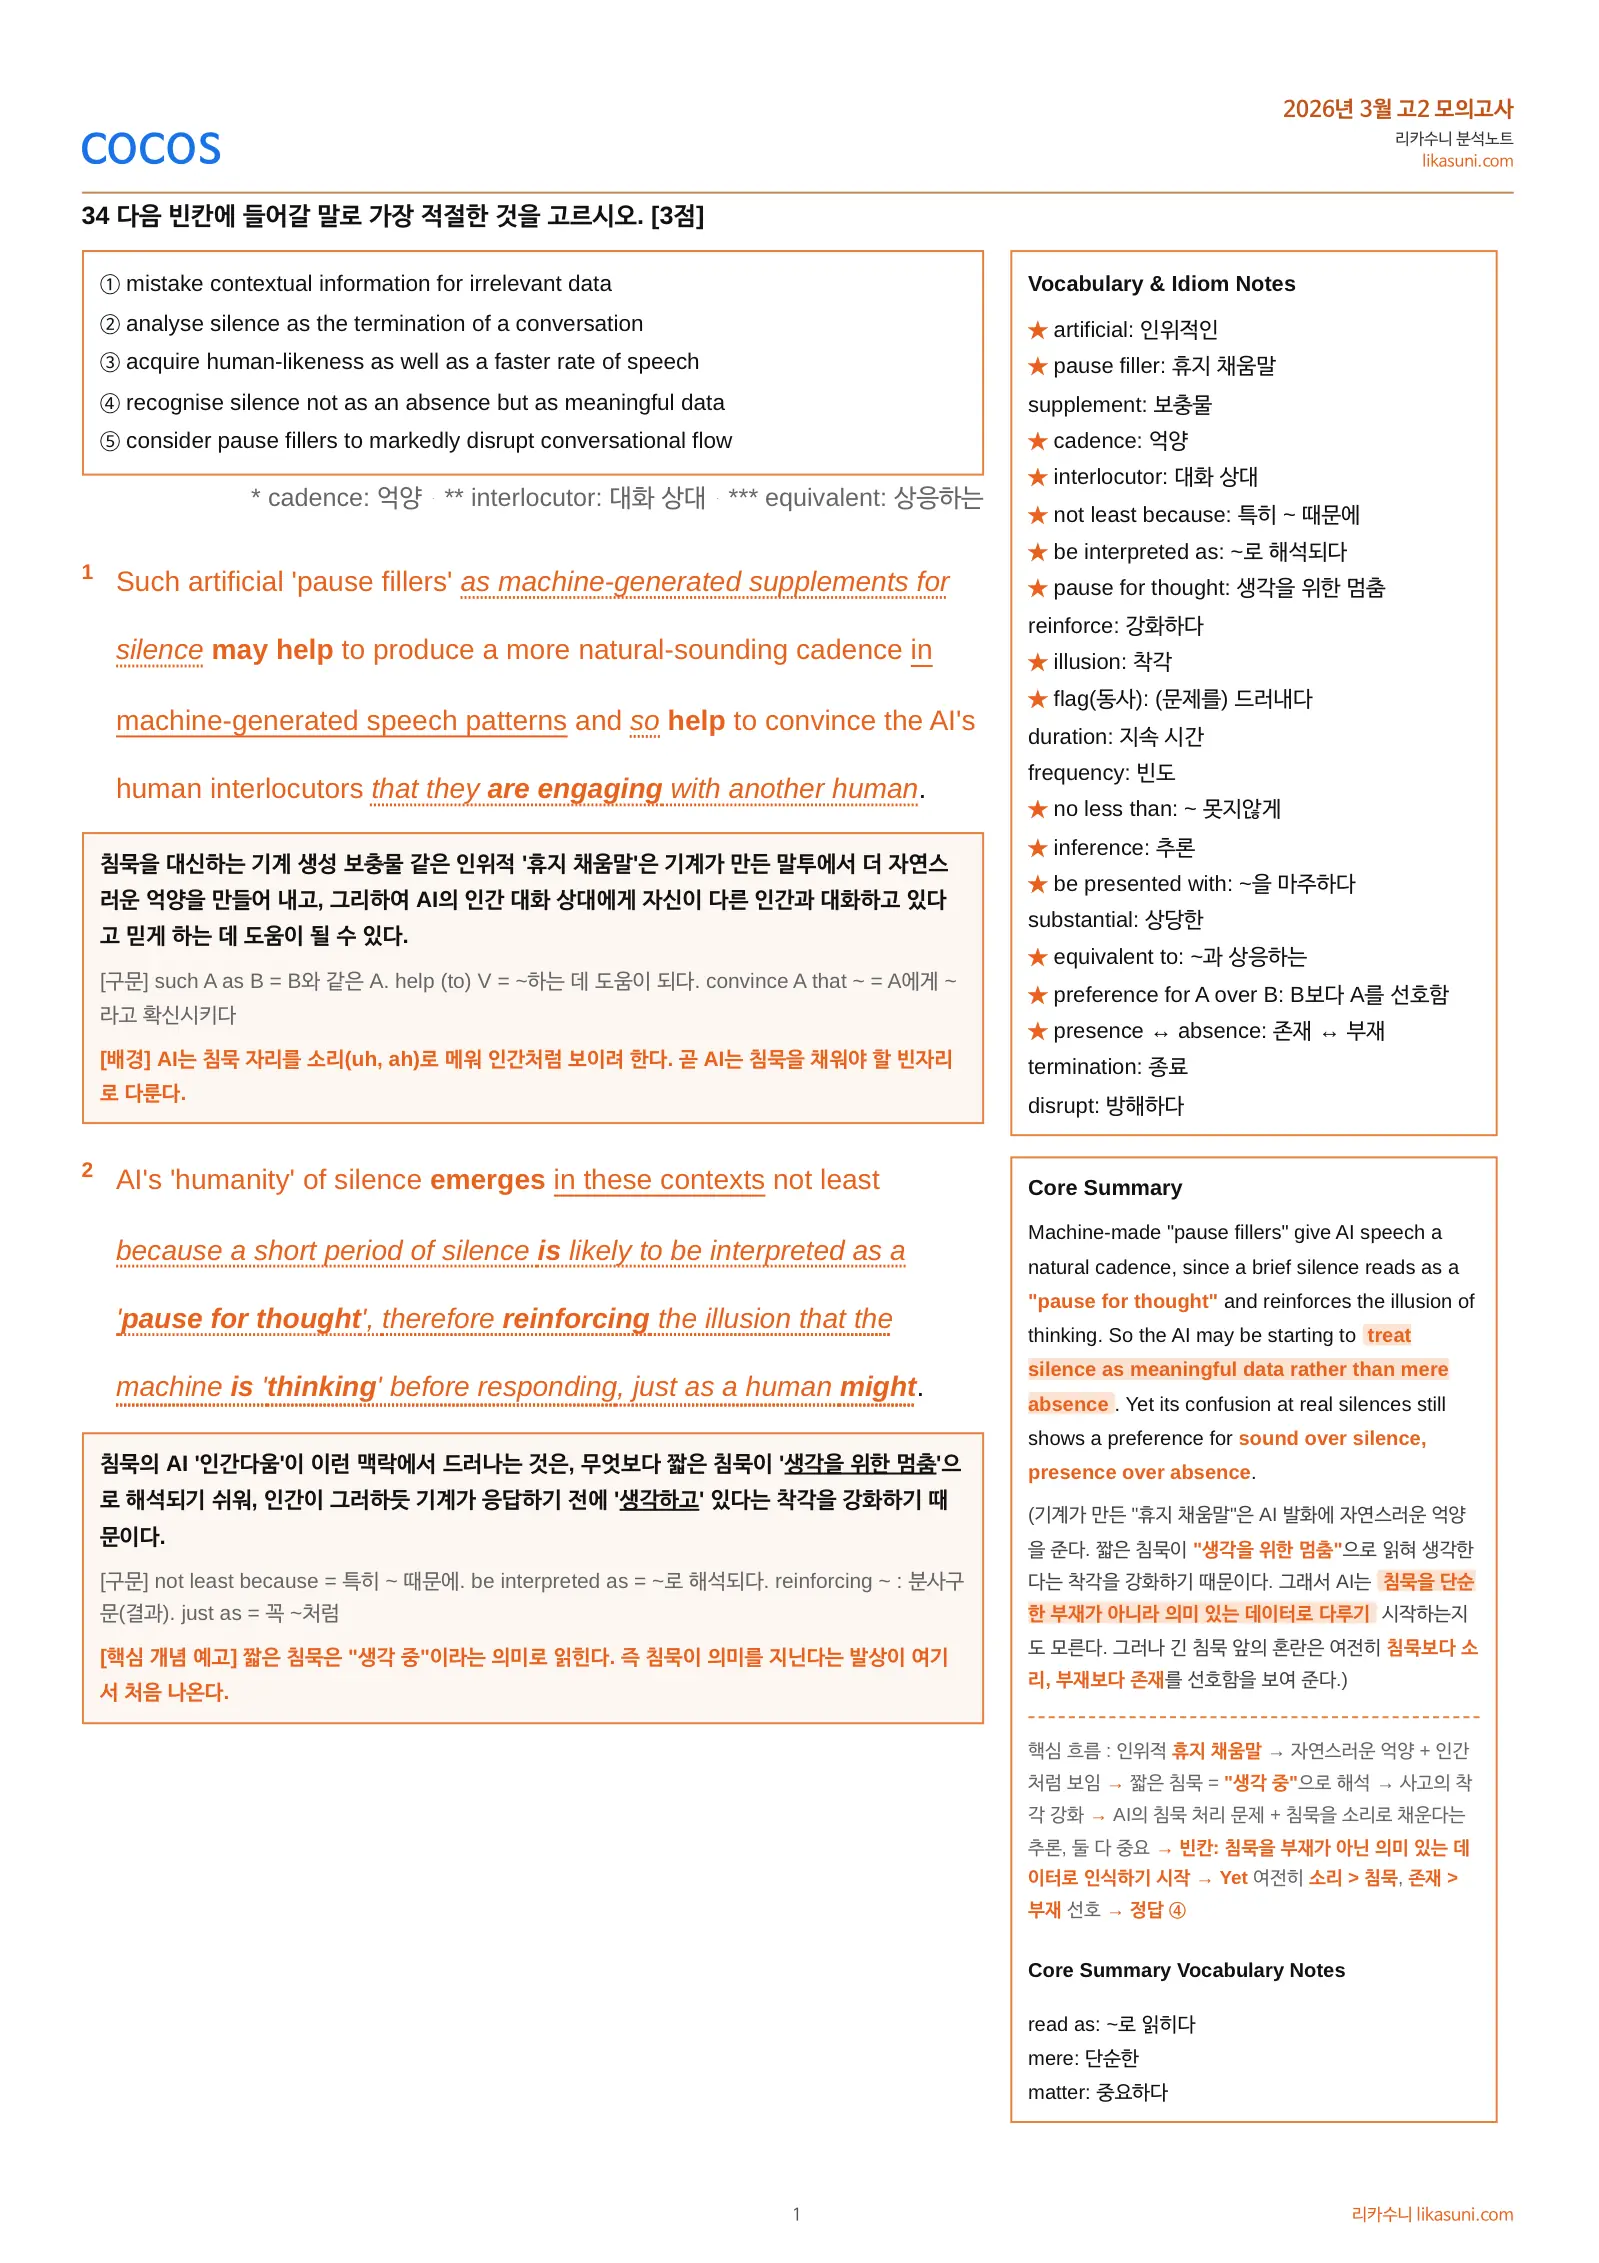 cocos
2026년 3월 고2 모의고사
리카수니 분석노트
likasuni.com
34 다음 빈칸에 들어갈 말로 가장 적절한 것을 고르시오. [3점]
① mistake contextual information for irrelevant data
② analyse silence as the termination of a conversation
③ acquire human-likeness as well as a faster rate of speech
④ recognise silence not as an absence but as meaningful data
⑤ consider pause fillers to markedly disrupt conversational flow
* cadence: 억양 · ** interlocutor: 대화 상대 · *** equivalent: 상응하는
1 Such artificial 'pause fillers' as machine-generated supplements for
silence may help to produce a more natural-sounding cadence in
machine-generated speech patterns and so help to convince the AI's
human interlocutors that they are engaging with another human.
침묵을 대신하는 기계 생성 보충물 같은 인위적 '휴지 채움말'은 기계가 만든 말투에서 더 자연스
러운 억양을 만들어 내고, 그리하여 AI의 인간 대화 상대에게 자신이 다른 인간과 대화하고 있다
고 믿게 하는 데 도움이 될 수 있다.
[구문] such A as B = B와 같은 A. help (to) V = ~하는 데 도움이 되다. convince A that ~ = A에게 ~
라고 확신시키다
[배경] AI는 침묵 자리를 소리(uh, ah)로 메워 인간처럼 보이려 한다. 곧 AI는 침묵을 채워야 할 빈자리
로 다룬다.
2 AI's 'humanity' of silence emerges in these contexts not least
because a short period of silence is likely to be interpreted as a
'pause for thought', therefore reinforcing the illusion that the
machine is 'thinking' before responding, just as a human might.
침묵의 AI '인간다움'이 이런 맥락에서 드러나는 것은, 무엇보다 짧은 침묵이 '생각을 위한 멈춤'으
로 해석되기 쉬워, 인간이 그러하듯 기계가 응답하기 전에 '생각하고' 있다는 착각을 강화하기 때
문이다.
[구문] not least because = 특히 ~ 때문에. be interpreted as = ~로 해석되다. reinforcing ~ : 분사구
문(결과). just as = 꼭 ~처럼
[핵심 개념 예고] 짧은 침묵은 "생각 중"이라는 의미로 읽힌다. 즉 침묵이 의미를 지닌다는 발상이 여기
서 처음 나온다.
Vocabulary & Idiom Notes
★ artificial: 인위적인
★ pause filler: 휴지 채움말
supplement: 보충물
★ cadence: 억양
★ interlocutor: 대화 상대
★ not least because: 특히 ~ 때문에
★ be interpreted as: ~로 해석되다
★ pause for thought: 생각을 위한 멈춤
reinforce: 강화하다
★ illusion: 착각
★ flag(동사): (문제를) 드러내다
duration: 지속 시간
frequency: 빈도
★ no less than: ~ 못지않게
★ inference: 추론
★ be presented with: ~을 마주하다
substantial: 상당한
★ equivalent to: ~과 상응하는
★ preference for A over B: B보다 A를 선호함
★ presence ↔ absence: 존재 ↔ 부재
termination: 종료
disrupt: 방해하다
Core Summary
Machine-made "pause fillers" give AI speech a
natural cadence, since a brief silence reads as a
"pause for thought" and reinforces the illusion of
thinking. So the AI may be starting to treat
silence as meaningful data rather than mere
absence . Yet its confusion at real silences still
shows a preference for sound over silence,
presence over absence.
(기계가 만든 "휴지 채움말"은 AI 발화에 자연스러운 억양
을 준다. 짧은 침묵이 "생각을 위한 멈춤"으로 읽혀 생각한
다는 착각을 강화하기 때문이다. 그래서 AI는 침묵을 단순
한 부재가 아니라 의미 있는 데이터로 다루기 시작하는지
도 모른다. 그러나 긴 침묵 앞의 혼란은 여전히 침묵보다 소
리, 부재보다 존재를 선호함을 보여 준다.)
핵심 흐름 : 인위적 휴지 채움말 → 자연스러운 억양 + 인간
처럼 보임 → 짧은 침묵 = "생각 중"으로 해석 → 사고의 착
각 강화 → AI의 침묵 처리 문제 + 침묵을 소리로 채운다는
추론, 둘 다 중요 → 빈칸: 침묵을 부재가 아닌 의미 있는 데
이터로 인식하기 시작 → Yet 여전히 소리 > 침묵, 존재 >
부재 선호 → 정답 ④
Core Summary Vocabulary Notes
read as: ~로 읽히다
mere: 단순한
matter: 중요하다
1
리카수니 likasuni.com